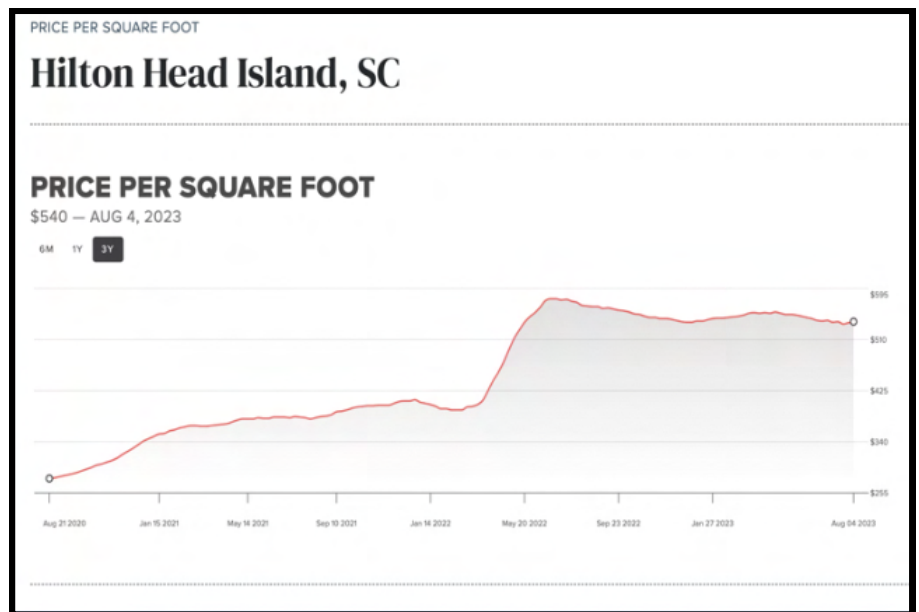 PRICE PER SQUARE FOOT
Hilton Head Island, SC
PRICE PER SQUARE FOOT
$540 — AUG 4, 2023
6M 1Y 3Y
$595
$510
$425
$340
$255
Aug 21 2020 Jan 15 2021 May 14 2021 Sep 10 2021 Jan 14 2022 May 20 2022 Sep 23 2022 Jan 27 2023 Aug 04 2023